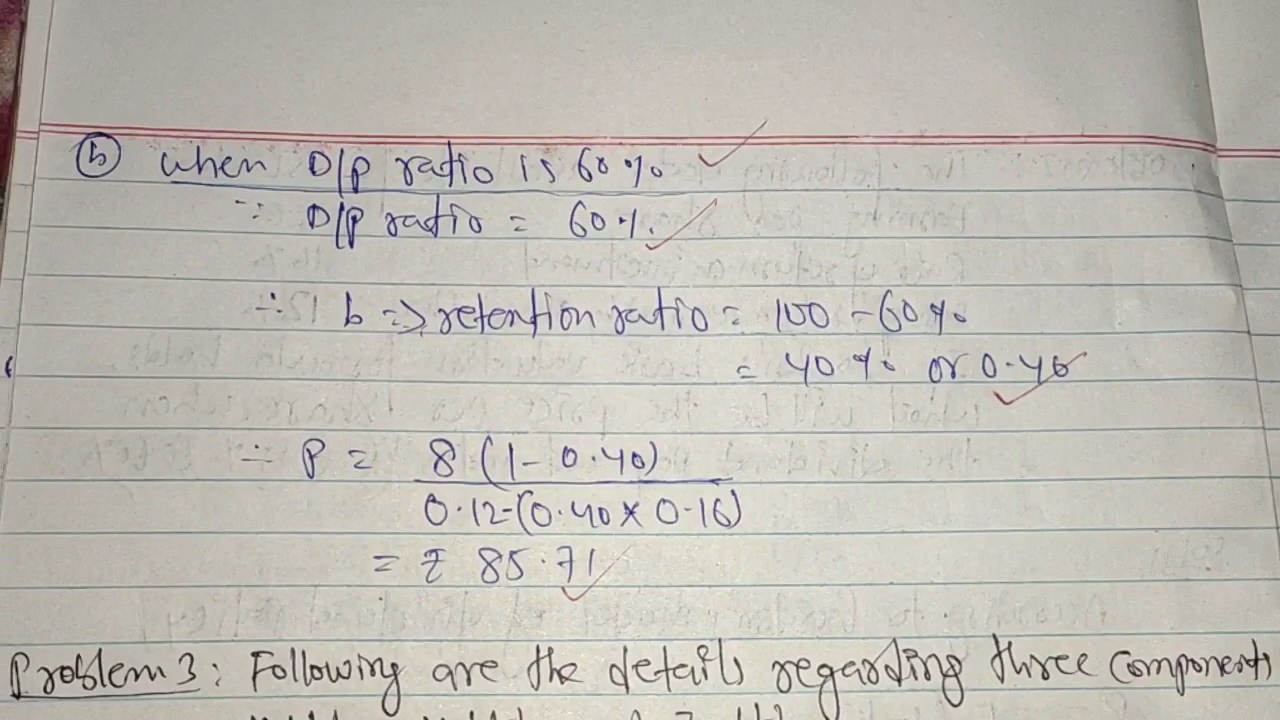 (b) when D/P ratio is 60%
∵ D/P ratio = 60%.
∴ b => retention ratio = 100 - 60%
= 40% or 0.40
∴ P = 8 (1 - 0.40)
0.12-(0.40 × 0.16)
= ₹ 85.71
Problem 3: Following are the details regarding three components